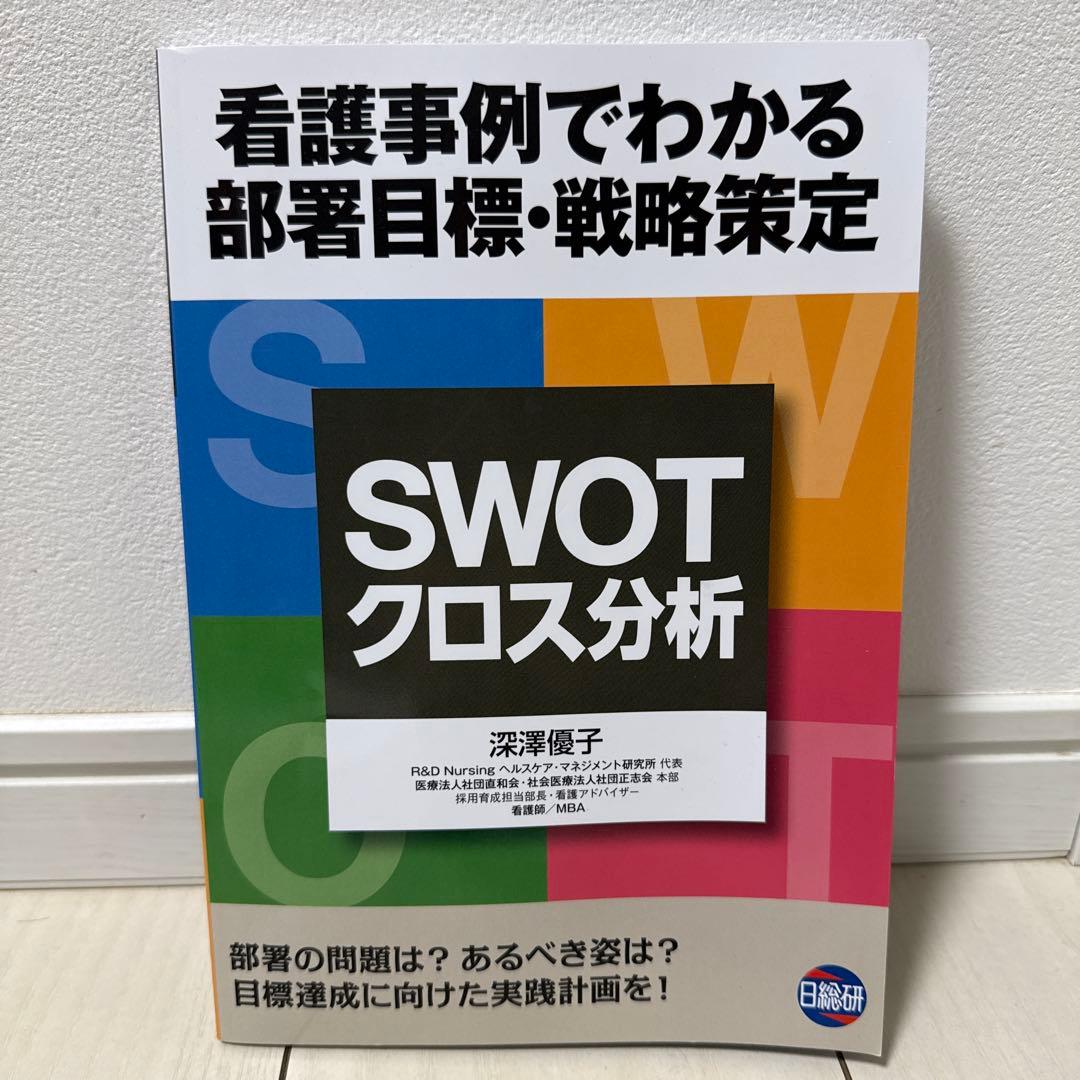 看護事例でわかる
部署目標・戦略策定
S
W
SWOT
クロス分析
深澤優子
R&D Nursing ヘルスケア・マネジメント研究所 代表
医療法人社団直和会・社会医療法人社団正志会 本部
採用育成担当部長・看護アドバイザー
看護師/MBA
O
T
部署の問題は? あるべき姿は?
目標達成に向けた実践計画を!
日総研